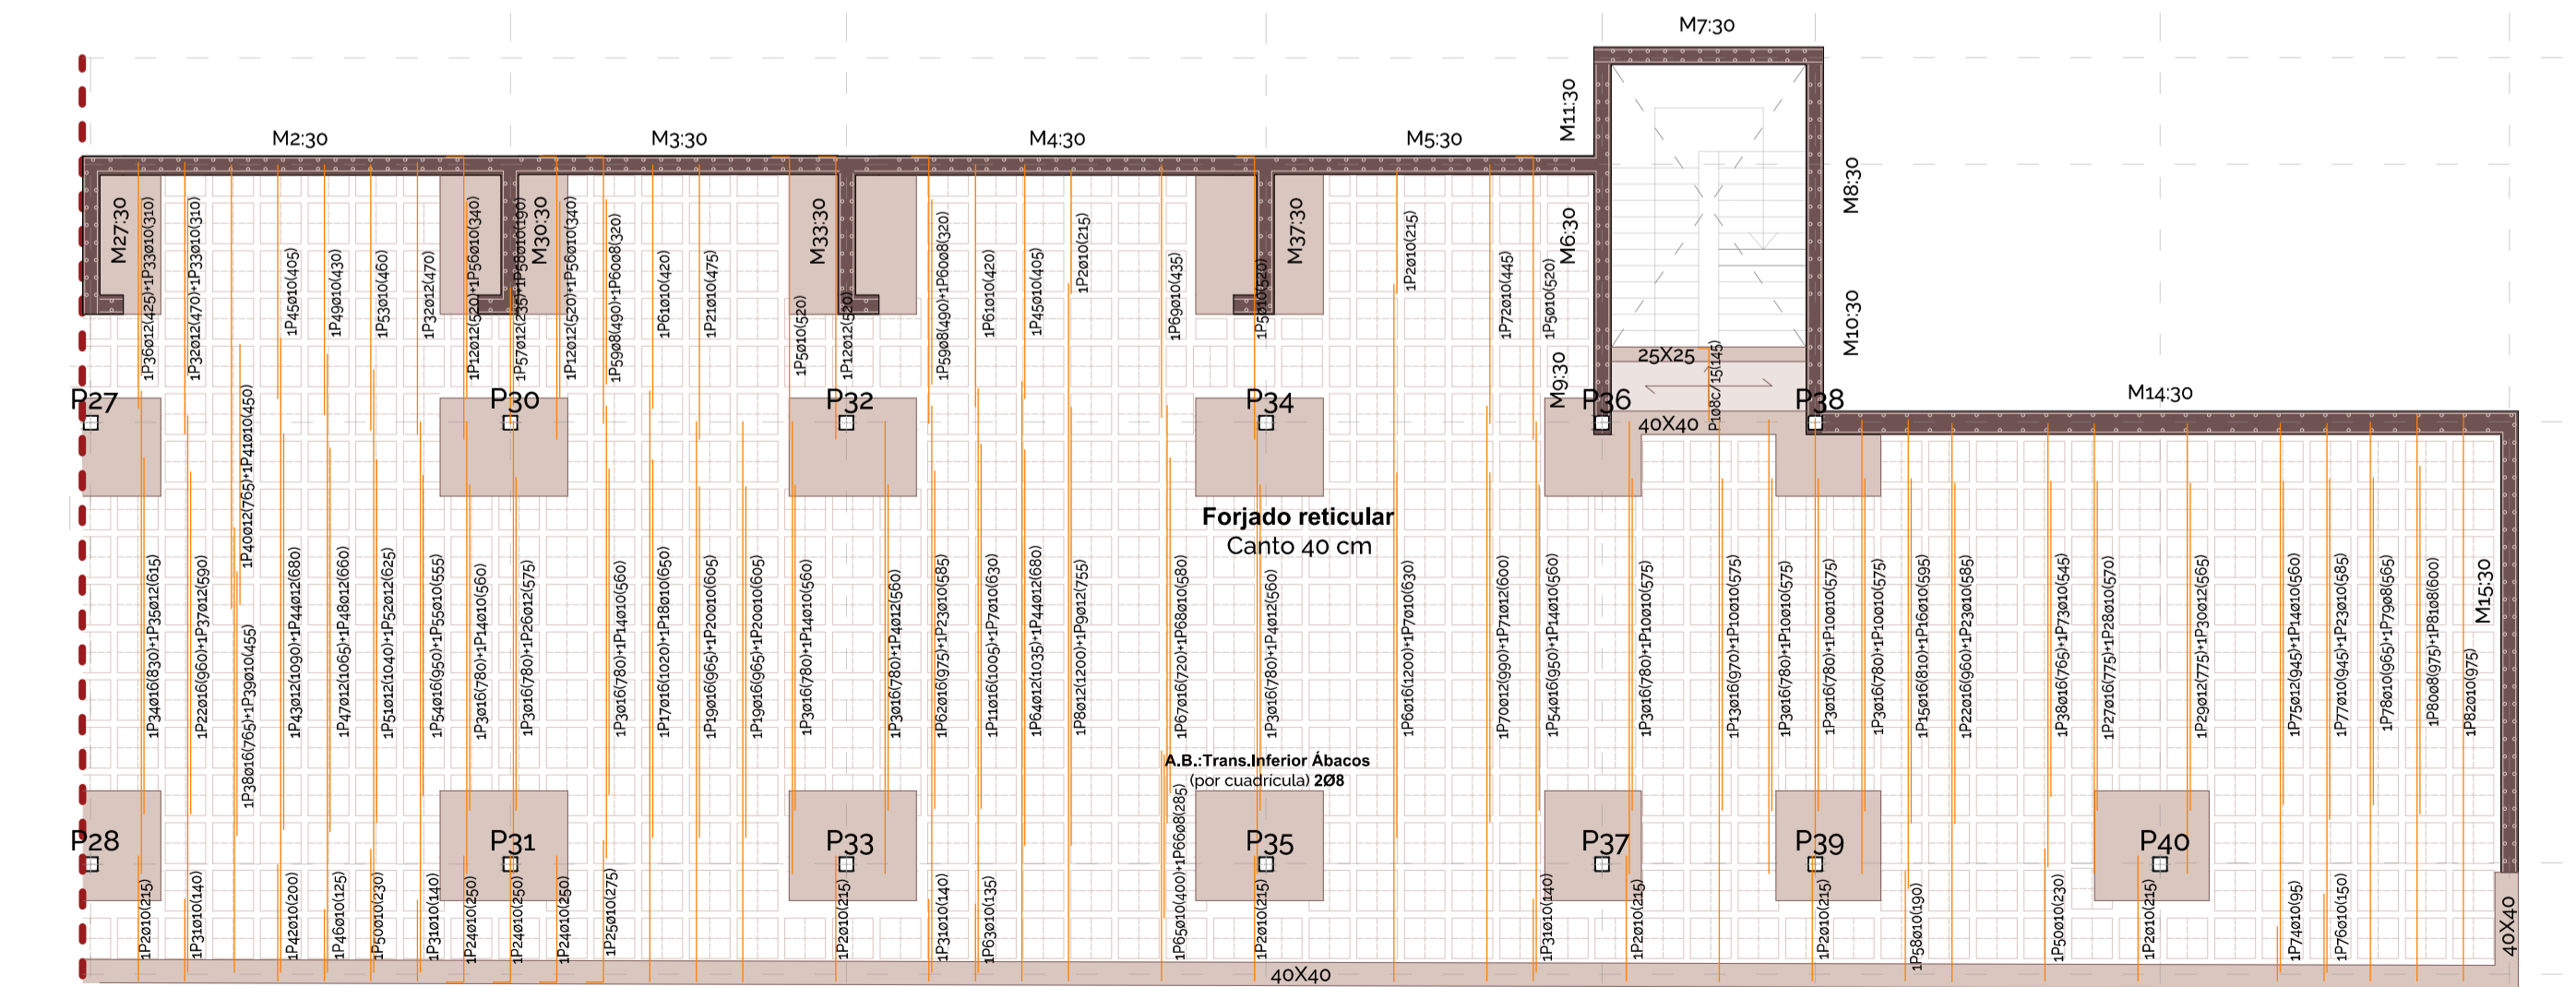 M7:30
M11:30
M2:30
M3:30
M4:30
M5:30
M8:30
M27:30
M30:30
M33:30
M37:30
M6:30
M10:30
M9:30
M14:30
M15:30
1P36ø12(425)+1P33ø10(310)
1P32ø12(470)+1P33ø10(310)
1P40ø12(765)+1P41ø10(450)
1P45ø10(405)
1P49ø10(430)
1P53ø10(460)
1P32ø12(470)
1P12ø12(520)+1P56ø10(340)
1P57ø12(235)+1P58ø10(190)
1P12ø12(520)+1P56ø10(340)
1P59ø8(490)+1P60ø8(320)
1P61ø10(420)
1P21ø10(475)
1P5ø10(520)
1P12ø12(520)
1P59ø8(490)+1P60ø8(320)
1P61ø10(420)
1P45ø10(405)
1P2ø10(215)
1P69ø10(435)
1P5ø10(520)
1P2ø10(215)
1P72ø10(445)
1P5ø10(520)
25X25
P1ø8c/15(145)
40X40
P27
P30
P32
P34
P36
P38
Forjado reticular
Canto 40 cm
1P34ø16(830)+1P35ø12(615)
1P22ø16(960)+1P37ø12(590)
1P38ø16(765)+1P39ø10(455)
1P43ø12(1090)+1P44ø12(680)
1P47ø12(1065)+1P48ø12(660)
1P51ø12(1040)+1P52ø12(625)
1P54ø16(950)+1P55ø10(555)
1P3ø16(780)+1P14ø10(560)
1P3ø16(780)+1P26ø12(575)
1P3ø16(780)+1P14ø10(560)
1P17ø16(1020)+1P18ø10(650)
1P19ø16(965)+1P20ø10(605)
1P19ø16(965)+1P20ø10(605)
1P3ø16(780)+1P14ø10(560)
1P3ø16(780)+1P4ø12(560)
1P62ø16(975)+1P23ø10(585)
1P11ø16(1005)+1P7ø10(630)
1P64ø12(1035)+1P44ø12(680)
1P8ø12(1200)+1P9ø12(755)
1P67ø16(720)+1P68ø10(580)
1P3ø16(780)+1P4ø12(560)
1P6ø16(1200)+1P7ø10(630)
1P70ø12(990)+1P71ø12(600)
1P54ø16(950)+1P14ø10(560)
1P3ø16(780)+1P10ø10(575)
1P13ø16(970)+1P10ø10(575)
1P3ø16(780)+1P10ø10(575)
1P3ø16(780)+1P10ø10(575)
1P3ø16(780)+1P10ø10(575)
1P15ø16(810)+1P16ø10(595)
1P22ø16(960)+1P23ø10(585)
1P38ø16(765)+1P73ø10(545)
1P27ø16(775)+1P28ø10(570)
1P29ø12(775)+1P30ø12(565)
1P75ø12(945)+1P14ø10(560)
1P77ø10(945)+1P23ø10(585)
1P78ø10(965)+1P79ø8(565)
1P80ø8(975)+1P81ø8(600)
1P82ø10(975)
A.B.:Trans.Inferior Ábacos
(por cuadrícula) 2Ø8
P28
P31
P33
P35
P37
P39
P40
1P2ø10(215)
1P31ø10(140)
1P42ø10(200)
1P46ø10(125)
1P50ø10(230)
1P31ø10(140)
1P24ø10(250)
1P24ø10(250)
1P24ø10(250)
1P25ø10(275)
1P2ø10(215)
1P31ø10(140)
1P63ø10(135)
1P65ø10(400)+1P66ø8(285)
1P2ø10(215)
1P31ø10(140)
1P2ø10(215)
1P2ø10(215)
1P58ø10(190)
1P50ø10(230)
1P2ø10(215)
1P74ø10(95)
1P76ø10(150)
40X40
40X40